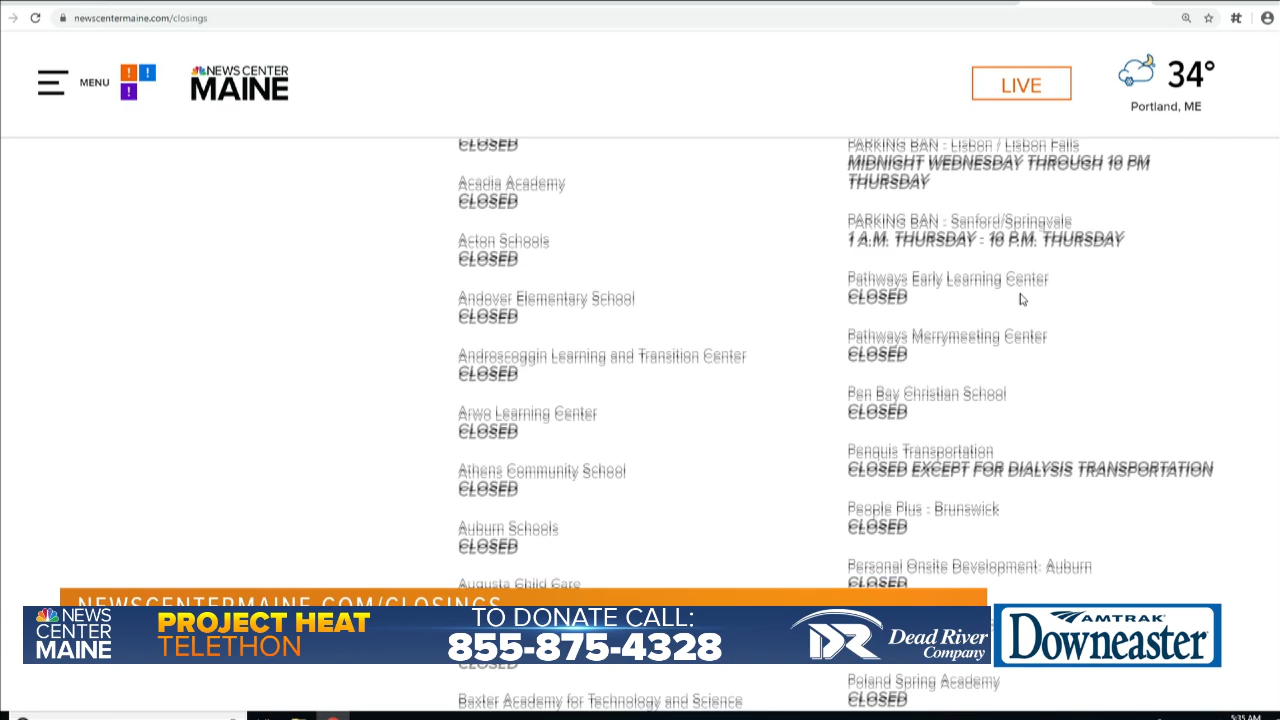 newscentermaine.com/closings
MENU
NEWS CENTER
MAINE
LIVE
34°
Portland, ME
CLOSED
Acadia Academy
CLOSED
Acton Schools
CLOSED
Andover Elementary School
CLOSED
Androscoggin Learning and Transition Center
CLOSED
Arwo Learning Center
CLOSED
Athens Community School
CLOSED
Auburn Schools
CLOSED
Augusta Child Care
CLOSED
Baxter Academy for Technology and Science
PARKING BAN - Lisbon / Lisbon Falls
MIDNIGHT WEDNESDAY THROUGH 10 PM
THURSDAY
PARKING BAN - Sanford/Springvale
1 A.M. THURSDAY - 10 P.M. THURSDAY
Pathways Early Learning Center
CLOSED
Pathways Merrymeeting Center
CLOSED
Pen Bay Christian School
CLOSED
Penquis Transportation
CLOSED EXCEPT FOR DIALYSIS TRANSPORTATION
People Plus - Brunswick
CLOSED
Personal Onsite Development- Auburn
CLOSED
Poland Spring Academy
CLOSED
NEWSCENTERMAINE.COM/CLOSINGS
NEWS
CENTER
MAINE
PROJECT HEAT
TELETHON
TO DONATE CALL:
855-875-4328
DR Dead River
Company
AMTRAK
Downeaster
5:35 AM